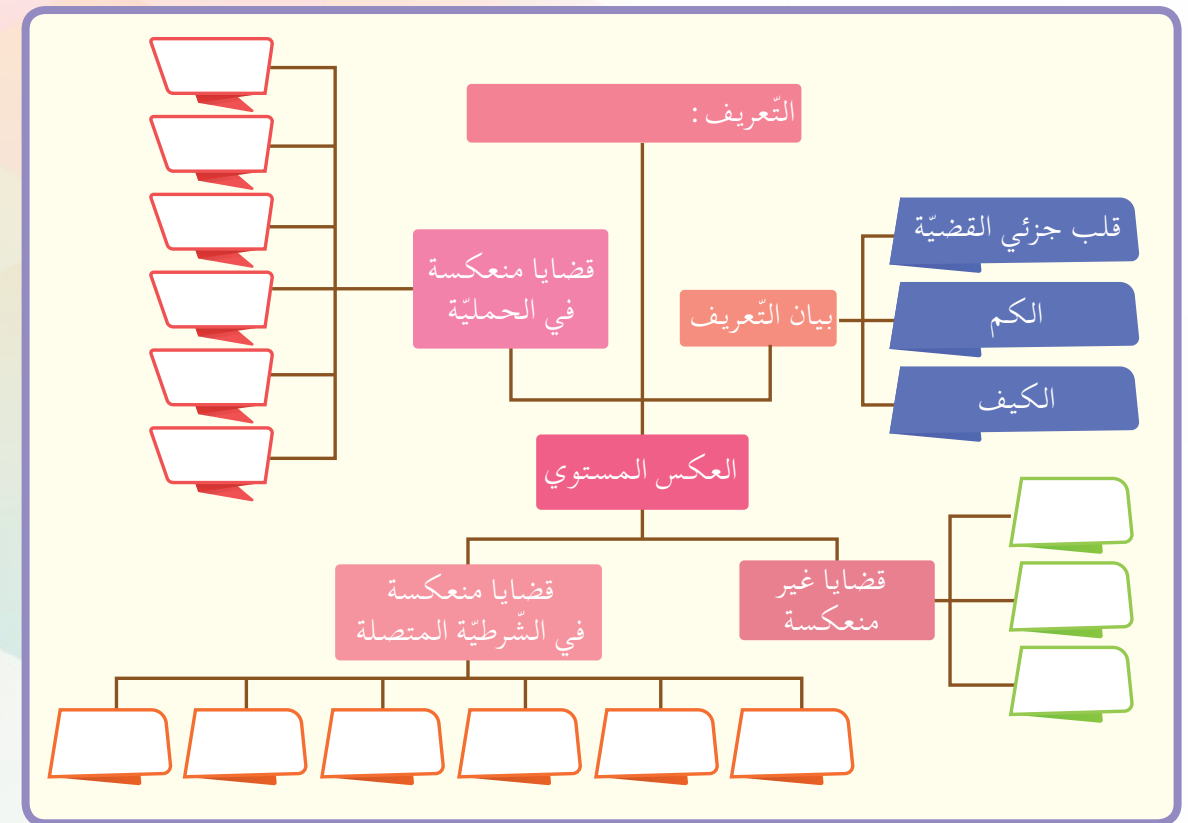 التّعريف :
قلب جزئي القضيّة
قضايا منعكسة
في الحمليّة
بيان التّعريف
الكم
الكيف
العكس المستوي
قضايا غير
منعكسة
قضايا منعكسة
في الشّرطيّة المتصلة